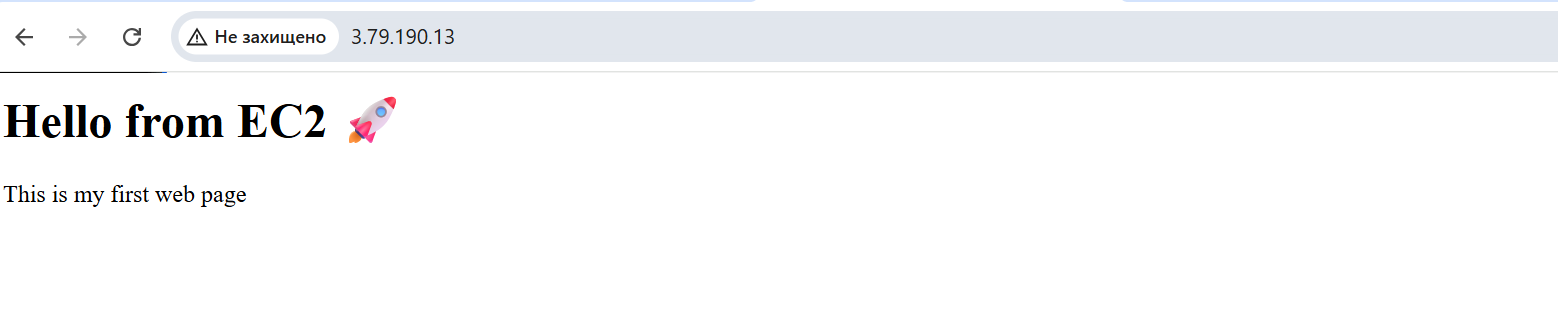 Не захищено 3.79.190.13
Hello from EC2 🚀
This is my first web page